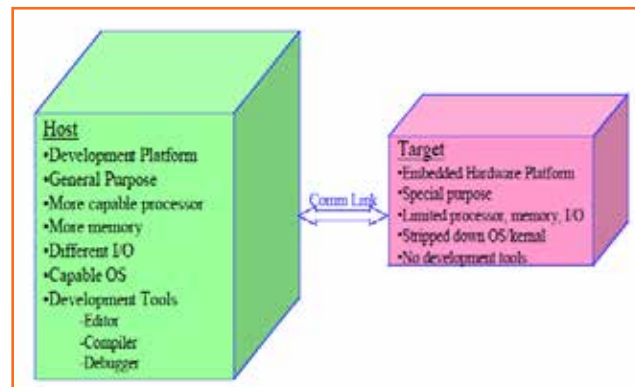 Host
•Development Platform
•General Purpose
•More capable processor
•More memory
•Different I/O
•Capable OS
•Development Tools
-Editor
-Compiler
-Debugger
Comm Link
Target
•Embedded Hardware Platform
•Special purpose
•Limited processor, memory, I/O
•Stripped down OS/kernel
•No development tools